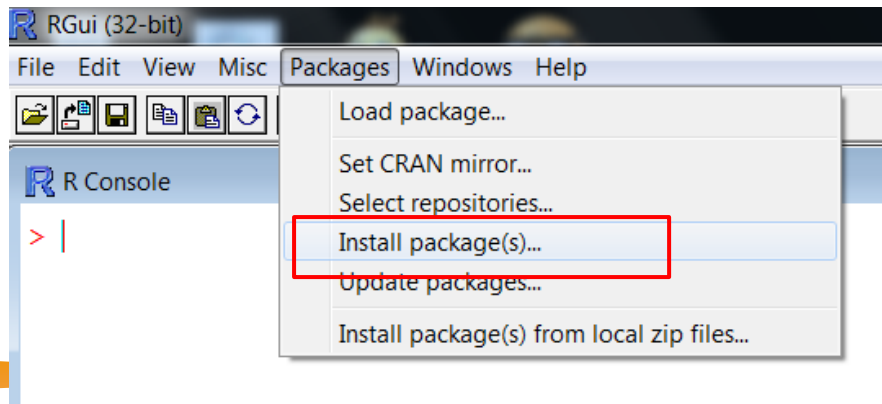 RGui (32-bit)
File Edit View Misc Packages Windows Help
Load package...
Set CRAN mirror...
Select repositories...
Install package(s)...
Update packages...
Install package(s) from local zip files...
R Console
>